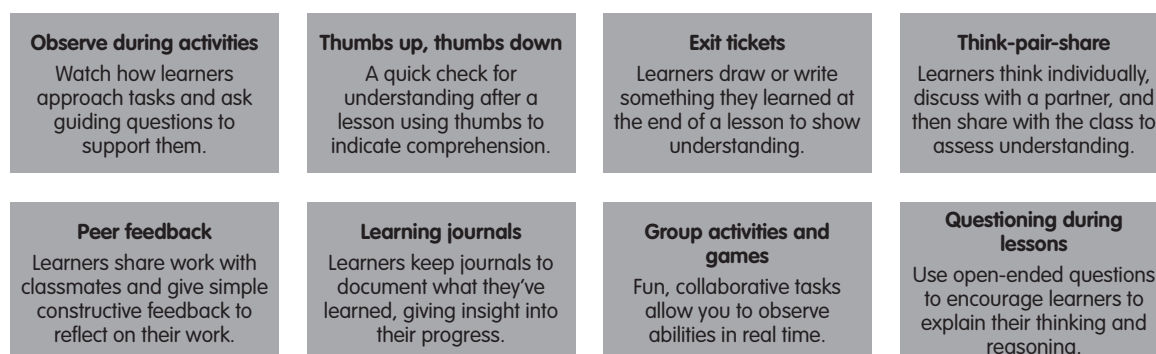 Observe during activities
Watch how learners
approach tasks and ask
guiding questions to
support them.
Thumbs up, thumbs down
A quick check for
understanding after a
lesson using thumbs to
indicate comprehension.
Exit tickets
Learners draw or write
something they learned at
the end of a lesson to show
understanding.
Think-pair-share
Learners think individually,
discuss with a partner, and
then share with the class to
assess understanding.
Peer feedback
Learners share work with
classmates and give simple
constructive feedback to
reflect on their work.
Learning journals
Learners keep journals to
document what they’ve
learned, giving insight into
their progress.
Group activities and
games
Fun, collaborative tasks
allow you to observe
abilities in real time.
Questioning during
lessons
Use open-ended questions
to encourage learners to
explain their thinking and
reasoning.